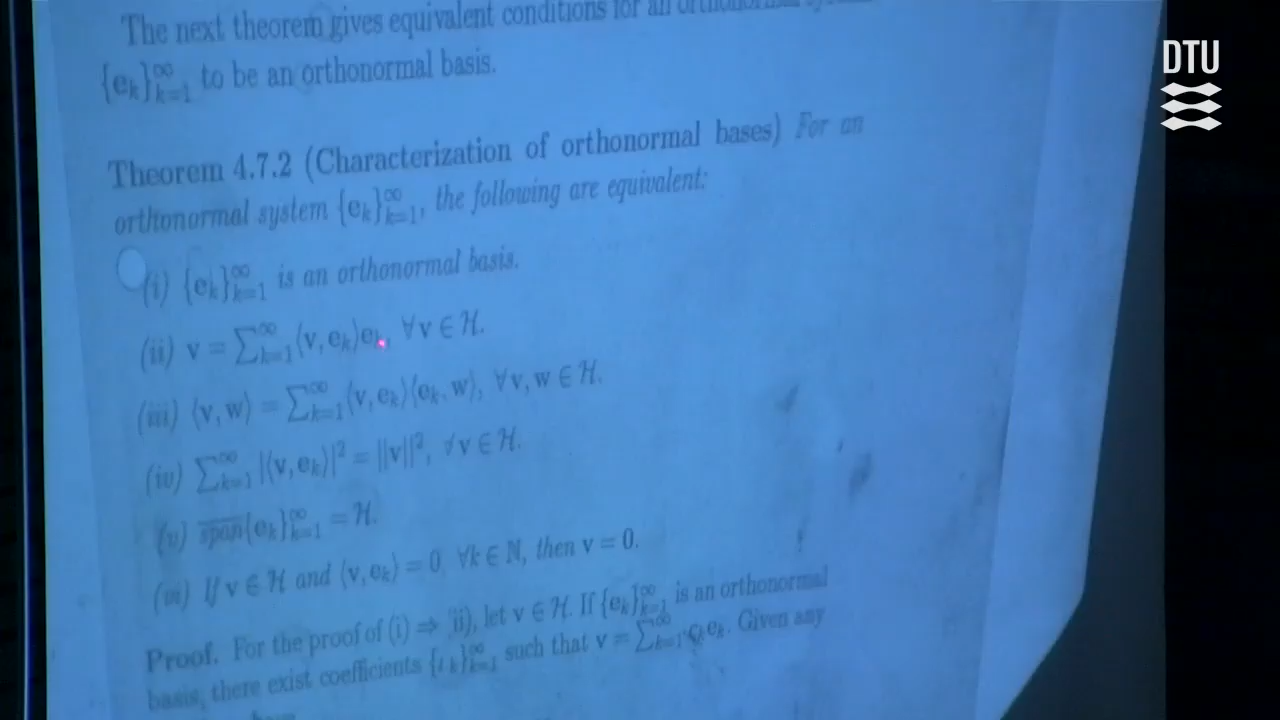 The next theorem gives equivalent conditions for an orthonormal
{e_k}_{k=1}^∞ to be an orthonormal basis.
Theorem 4.7.2 (Characterization of orthonormal bases) For an
orthonormal system {e_k}_{k=1}^∞, the following are equivalent:
(i) {e_k}_{k=1}^∞ is an orthonormal basis.
(ii) v = ∑_{k=1}^∞ ⟨v, e_k⟩e_k, ∀v ∈ ℋ.
(iii) ⟨v, w⟩ = ∑_{k=1}^∞ ⟨v, e_k⟩⟨e_k, w⟩, ∀v, w ∈ ℋ.
(iv) ∑_{k=1}^∞ |⟨v, e_k⟩|² = ||v||², ∀v ∈ ℋ.
(v) \overline{span}{e_k}_{k=1}^∞ = ℋ.
(vi) If v ∈ ℋ and ⟨v, e_k⟩ = 0, ∀k ∈ ℕ, then v = 0.
Proof. For the proof of (i) ⇒ (ii), let v ∈ ℋ. If {e_k}_{k=1}^∞ is an orthonormal
basis, there exist coefficients {c_k}_{k=1}^∞ such that v = ∑_{k=1}^∞ c_k e_k. Given any
DTU